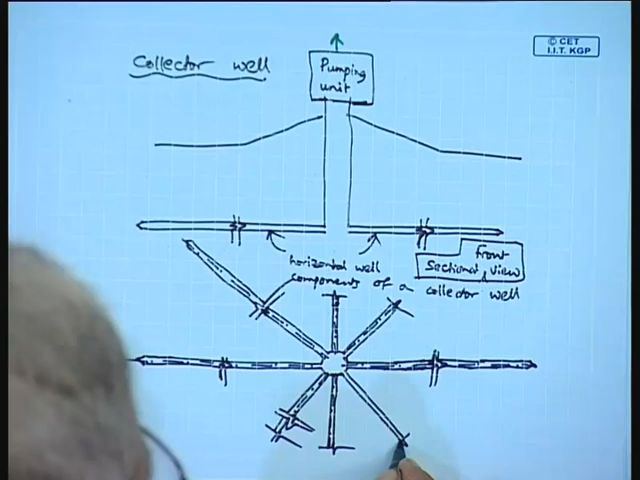 © CET
I.I.T. KGP
Collector well
Pumping
unit
horizontal well
components of a collector well
Front
Sectional view